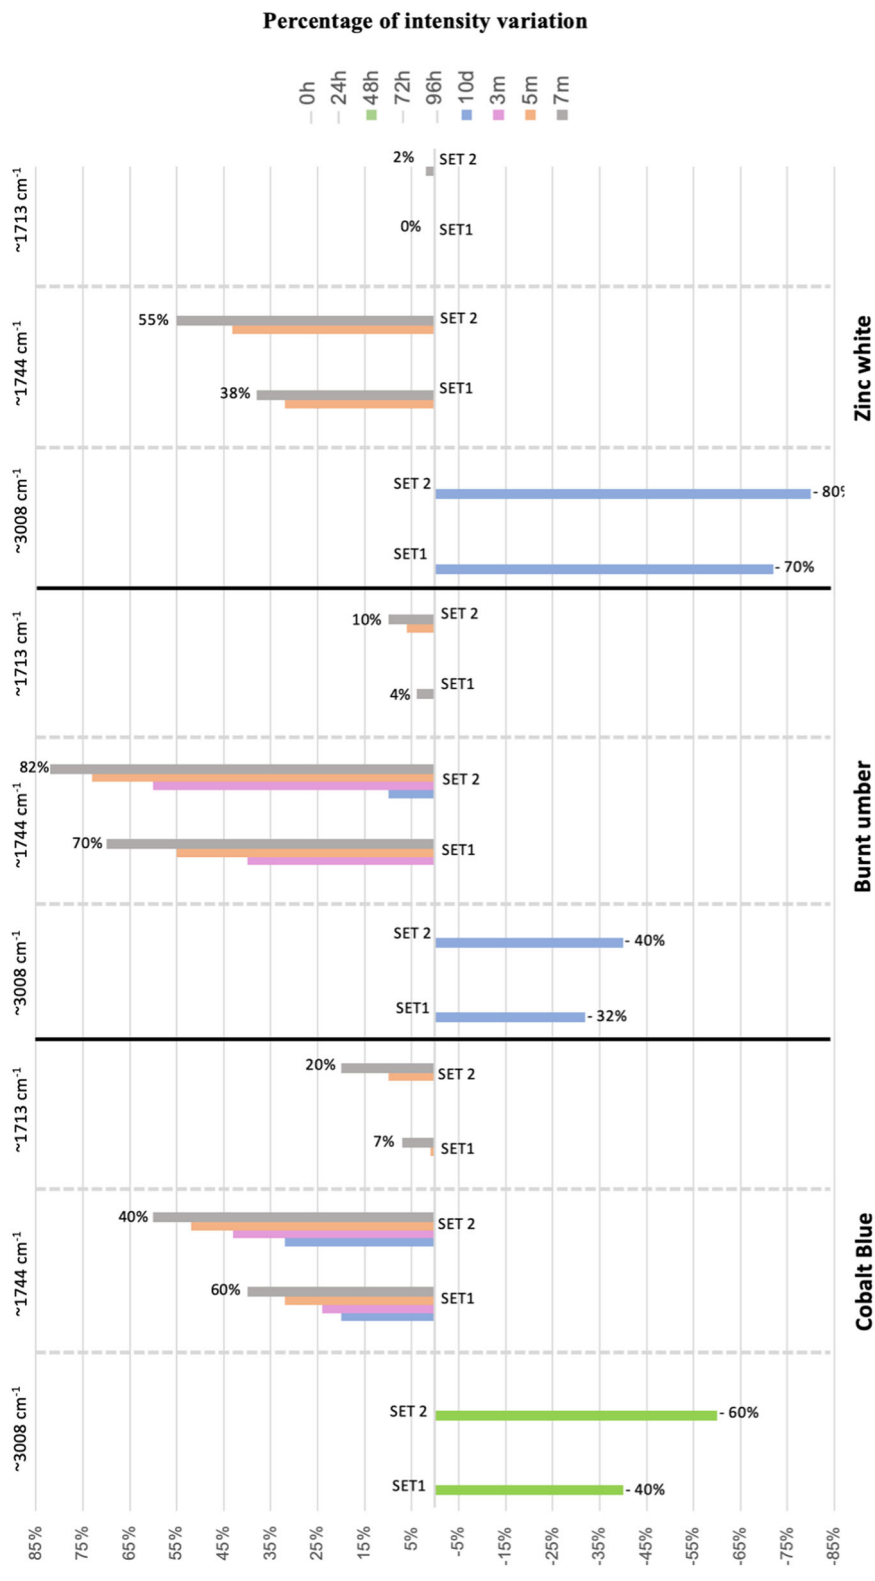 Percentage of intensity variation
0h
24h
48h
72h
96h
10d
3m
5m
7m
~1713 cm⁻¹
2%
SET 2
0%
SET1
~1744 cm⁻¹
55%
SET 2
38%
SET1
Zinc white
~3008 cm⁻¹
SET 2
- 80%
SET1
- 70%
~1713 cm⁻¹
10%
SET 2
4%
SET1
~1744 cm⁻¹
82%
SET 2
70%
SET1
Burnt umber
~3008 cm⁻¹
SET 2
- 40%
SET1
- 32%
~1713 cm⁻¹
20%
SET 2
7%
SET1
~1744 cm⁻¹
40%
SET 2
60%
SET1
Cobalt Blue
~3008 cm⁻¹
SET 2
- 60%
SET1
- 40%
85%
75%
65%
55%
45%
35%
25%
15%
5%
-5%
-15%
-25%
-35%
-45%
-55%
-65%
-75%
-85%